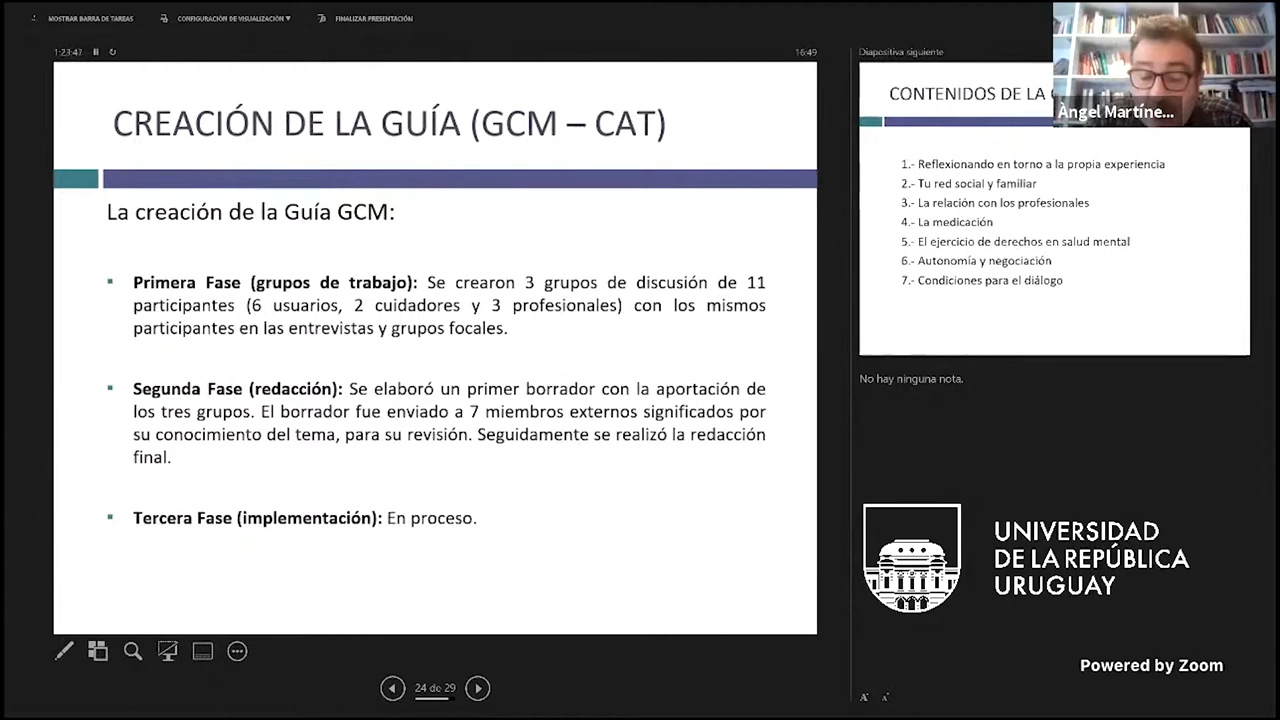 MOSTRAR BARRA DE TAREAS
CONFIGURACIÓN DE VISUALIZACIÓN ▼
FINALIZAR PRESENTACIÓN
1:23:47
16:49
CREACIÓN DE LA GUÍA (GCM – CAT)
La creación de la Guía GCM:
Primera Fase (grupos de trabajo): Se crearon 3 grupos de discusión de 11
participantes (6 usuarios, 2 cuidadores y 3 profesionales) con los mismos
participantes en las entrevistas y grupos focales.
Segunda Fase (redacción): Se elaboró un primer borrador con la aportación de
los tres grupos. El borrador fue enviado a 7 miembros externos significados por
su conocimiento del tema, para su revisión. Seguidamente se realizó la redacción
final.
Tercera Fase (implementación): En proceso.
24 de 29
Diapositiva siguiente
CONTENIDOS DE LA
Àngel Martíne...
1.- Reflexionando en torno a la propia experiencia
2.- Tu red social y familiar
3.- La relación con los profesionales
4.- La medicación
5.- El ejercicio de derechos en salud mental
6.- Autonomía y negociación
7.- Condiciones para el diálogo
No hay ninguna nota.
UNIVERSIDAD
DE LA REPÚBLICA
URUGUAY
Powered by Zoom
A A